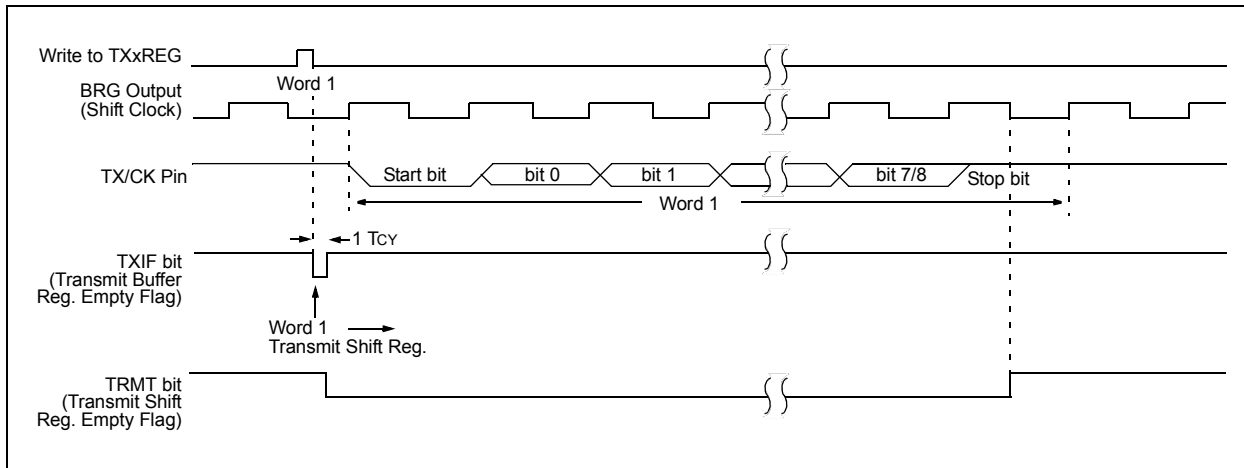 Write to TXxREG
Word 1
BRG Output
(Shift Clock)
TX/CK Pin
Start bit
bit 0
bit 1
bit 7/8
Stop bit
Word 1
1 TCY
TXIF bit
(Transmit Buffer
Reg. Empty Flag)
Word 1
Transmit Shift Reg.
TRMT bit
(Transmit Shift
Reg. Empty Flag)